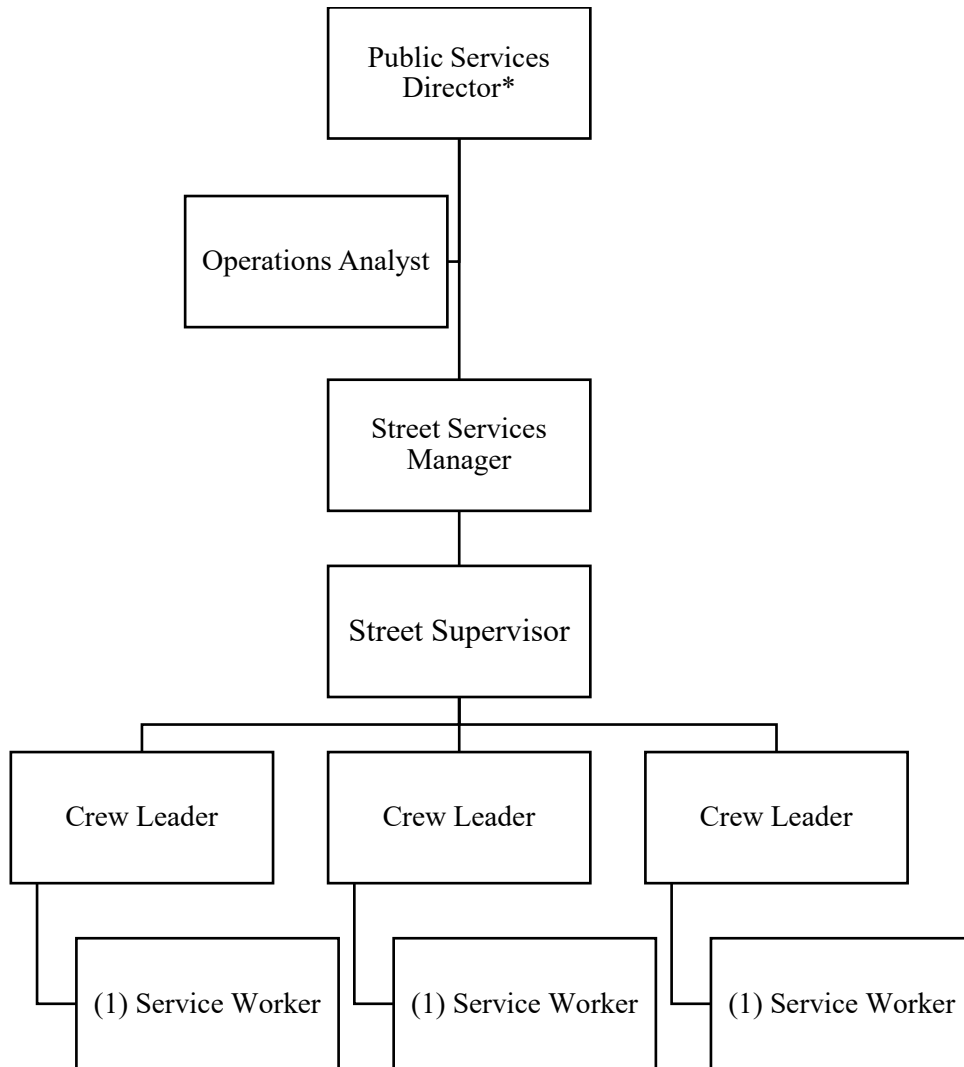 Public Services
Director*
Operations Analyst
Street Services
Manager
Street Supervisor
Crew Leader
Crew Leader
Crew Leader
(1) Service Worker
(1) Service Worker
(1) Service Worker